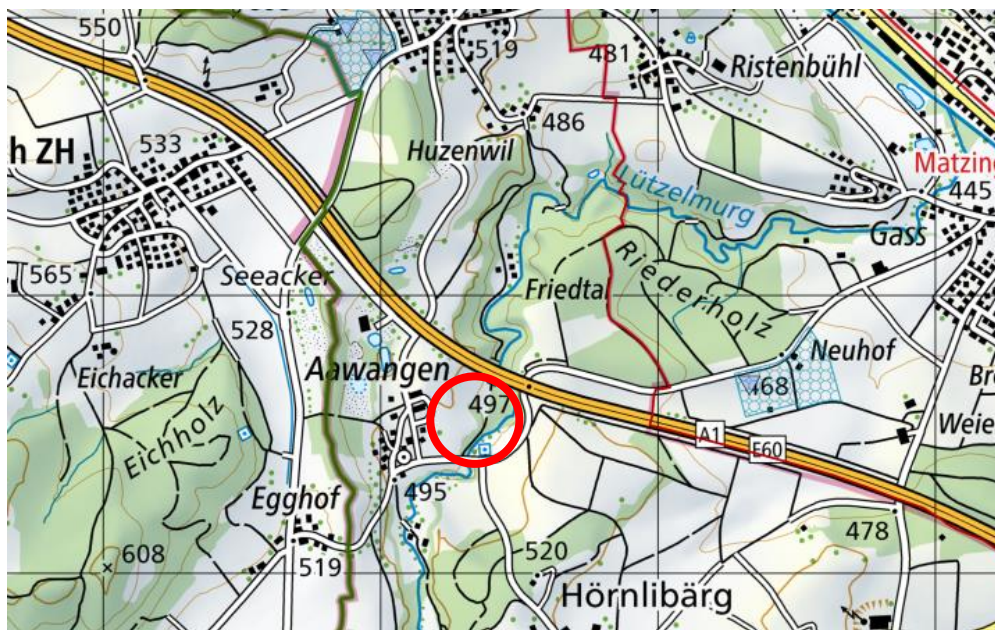 550
519
481
Ristenbühl
486
h ZH
533
Huzenwil
Matzing
Lützelmurg
445
Gass
565
Seeacker
Friedtal
Riederholz
528
Neuhof
Eichacker
Aawangen
497
468
Bre
Weie
A1
E60
Eichholz
495
Egghof
478
608
519
520
Hörnlibärg